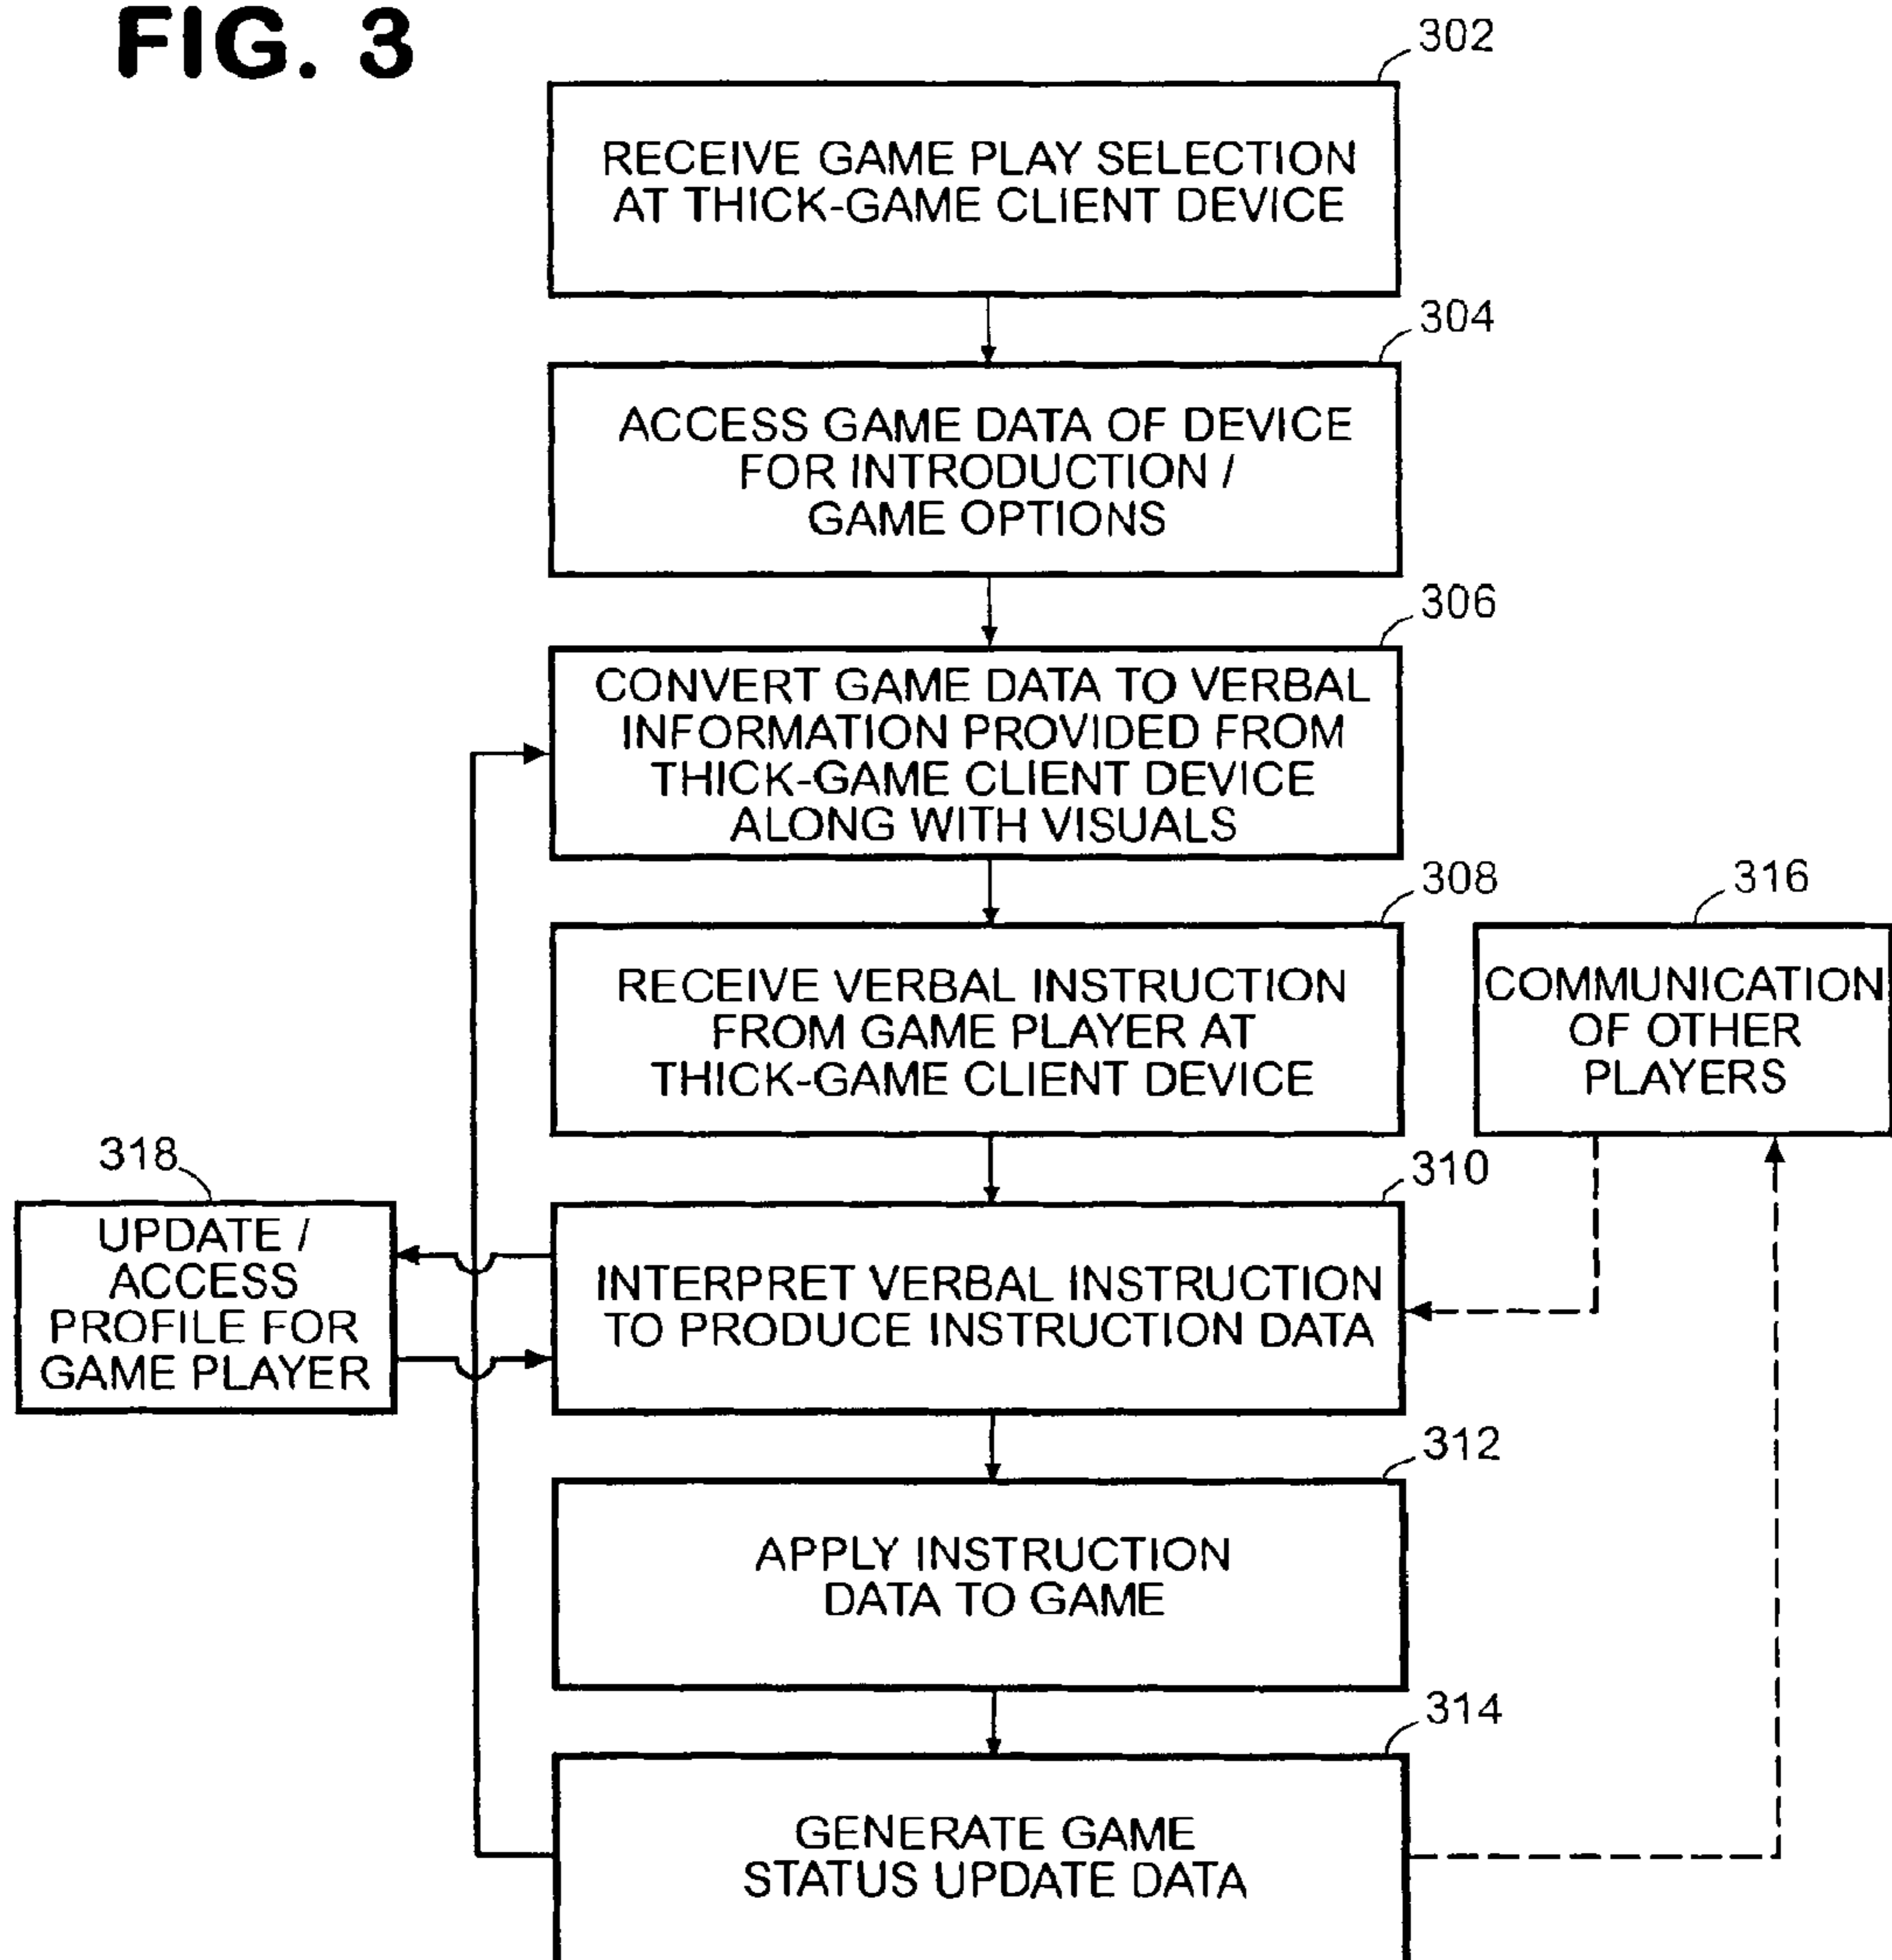 FIG. 3
302
RECEIVE GAME PLAY SELECTION
AT THICK-GAME CLIENT DEVICE
304
ACCESS GAME DATA OF DEVICE
FOR INTRODUCTION /
GAME OPTIONS
306
CONVERT GAME DATA TO VERBAL
INFORMATION PROVIDED FROM
THICK-GAME CLIENT DEVICE
ALONG WITH VISUALS
308
RECEIVE VERBAL INSTRUCTION
FROM GAME PLAYER AT
THICK-GAME CLIENT DEVICE
316
COMMUNICATION
OF OTHER
PLAYERS
318
UPDATE /
ACCESS
PROFILE FOR
GAME PLAYER
310
INTERPRET VERBAL INSTRUCTION
TO PRODUCE INSTRUCTION DATA
312
APPLY INSTRUCTION
DATA TO GAME
314
GENERATE GAME
STATUS UPDATE DATA